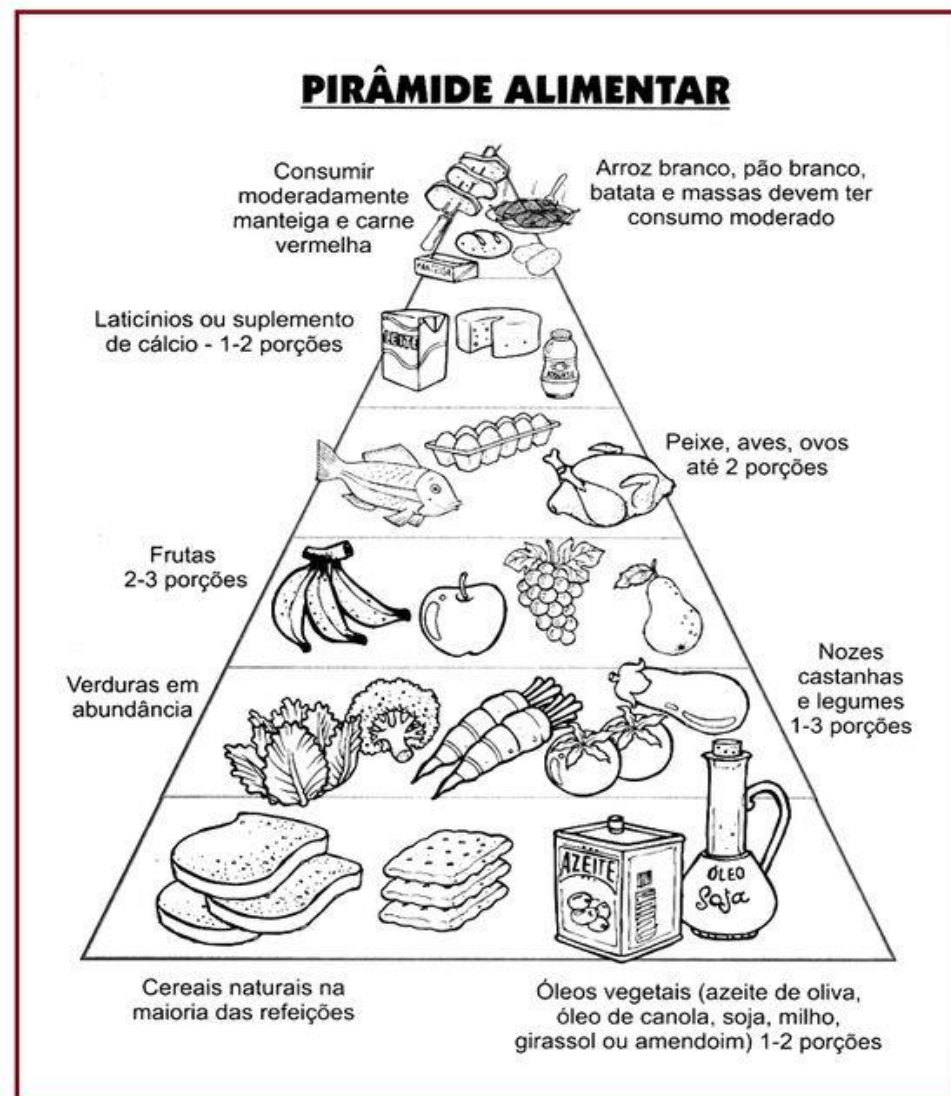 PIRÂMIDE ALIMENTAR
Consumir
moderadamente
manteiga e carne
vermelha
Arroz branco, pão branco,
batata e massas devem ter
consumo moderado
MANTEIGA
Laticínios ou suplemento
de cálcio - 1-2 porções
LEITE
Peixe, aves, ovos
até 2 porções
Frutas
2-3 porções
Verduras em
abundância
Nozes
castanhas
e legumes
1-3 porções
AZEITE
ÓLEO
Soja
Cereais naturais na
maioria das refeições
Óleos vegetais (azeite de oliva,
óleo de canola, soja, milho,
girassol ou amendoim) 1-2 porções